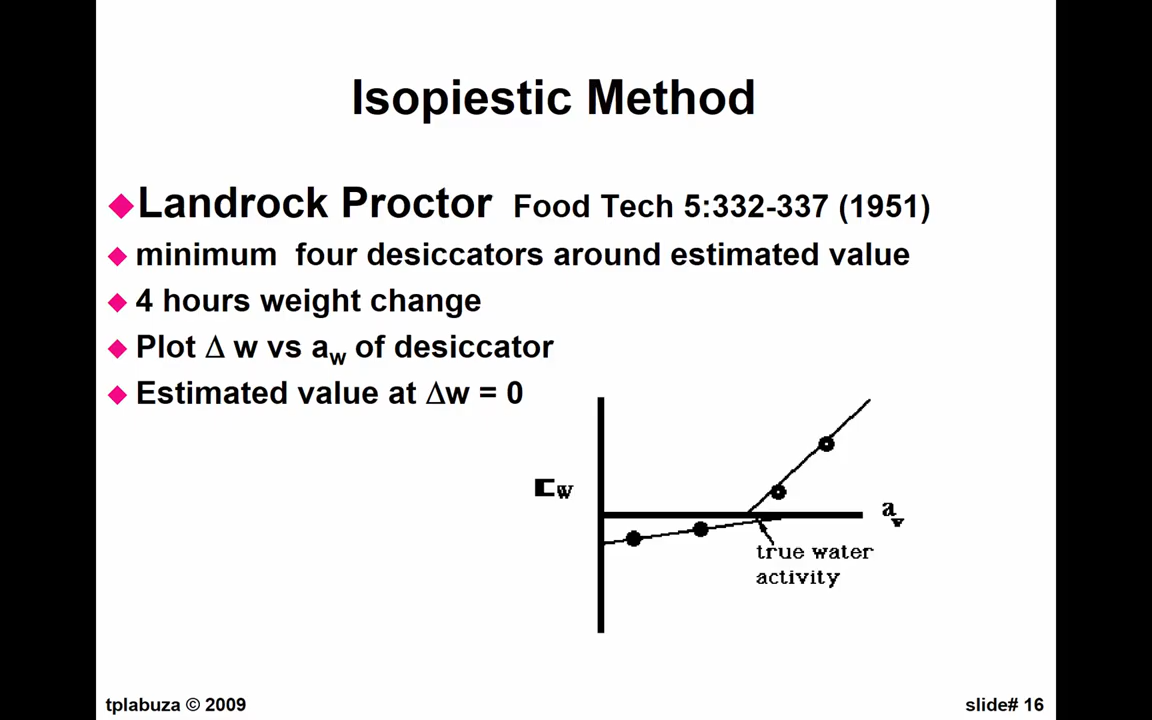 Isopiestic Method
Landrock Proctor Food Tech 5:332-337 (1951)
minimum four desiccators around estimated value
4 hours weight change
Plot Δ w vs aw of desiccator
Estimated value at Δw = 0
w
a
true water
activity
tplabuza © 2009
slide# 16